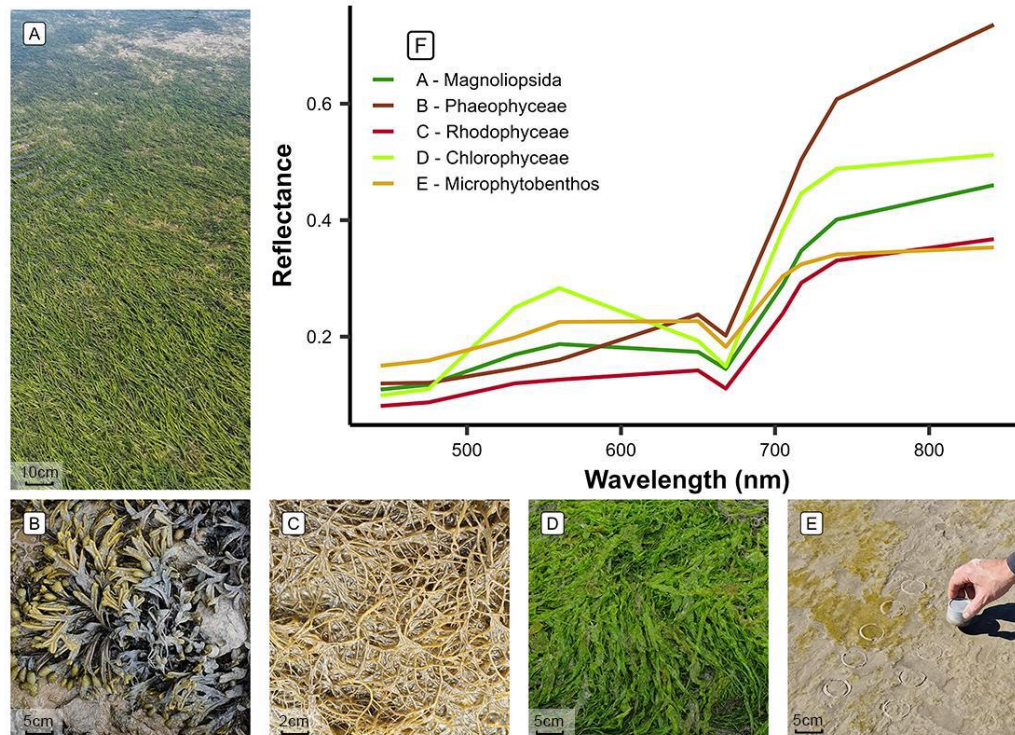 A
10cm
F
A - Magnoliopsida
B - Phaeophyceae
C - Rhodophyceae
D - Chlorophyceae
E - Microphytobenthos
Reflectance
0.6
0.4
0.2
500 600 700 800
Wavelength (nm)
B
5cm
C
2cm
D
5cm
E
5cm